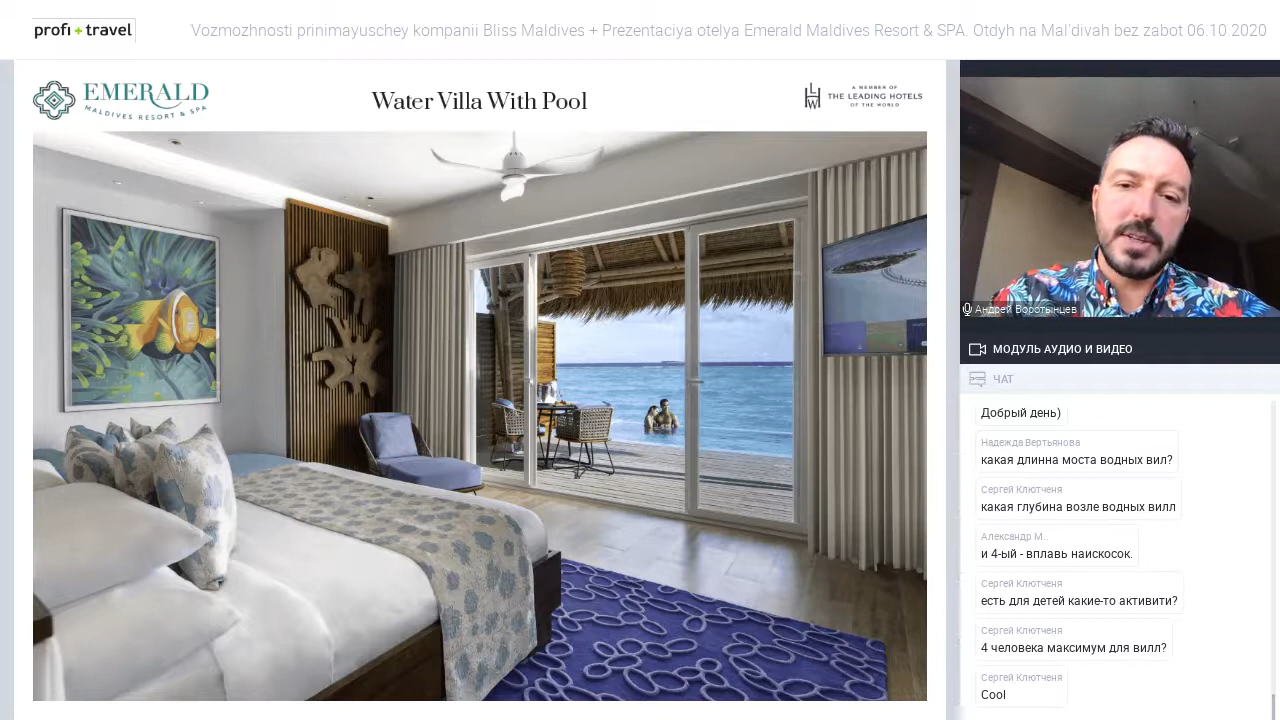 profi + travel
Vozmozhnosti prinimayuschey kompanii Bliss Maldives + Prezentaciya otelya Emerald Maldives Resort & SPA. Otdyh na Mal'divah bez zabot 06.10.2020
EMERALD
MALDIVES RESORT & SPA
Water Villa With Pool
A MEMBER OF
THE LEADING HOTELS
OF THE WORLD
LHW
Андрей Воротынцев
МОДУЛЬ АУДИО И ВИДЕО
ЧАТ
Добрый день)
Надежда Вертьянова
какая длинна моста водных вил?
Сергей Клютченя
какая глубина возле водных вилл
Александр М..
и 4-ый - вплавь наискосок.
Сергей Клютченя
есть для детей какие-то активити?
Сергей Клютченя
4 человека максимум для вилл?
Сергей Клютченя
Cool